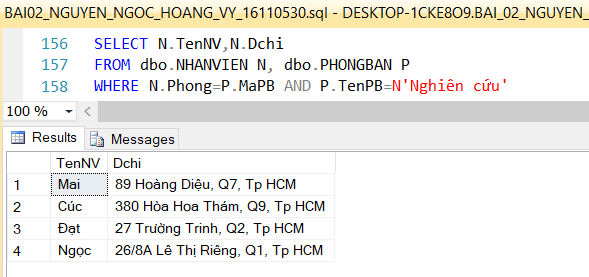 BAI02_NGUYEN_NGOC_HOANG_VY_16110530.sql - DESKTOP-1CKE8O9.BAI_02_NGUYEN_
156 SELECT N.TenNV,N.Dchi
157 FROM dbo.NHANVIEN N, dbo.PHONGBAN P
158 WHERE N.Phong=P.MaPB AND P.TenPB=N'Nghiên cứu'
100 %
Results Messages
TenNV Dchi
1 Mai 89 Hoàng Diệu, Q7, Tp HCM
2 Cúc 380 Hòa Hoa Thám, Q9, Tp HCM
3 Đạt 27 Trường Trinh, Q2, Tp HCM
4 Ngọc 26/8A Lê Thị Riêng, Q1, Tp HCM